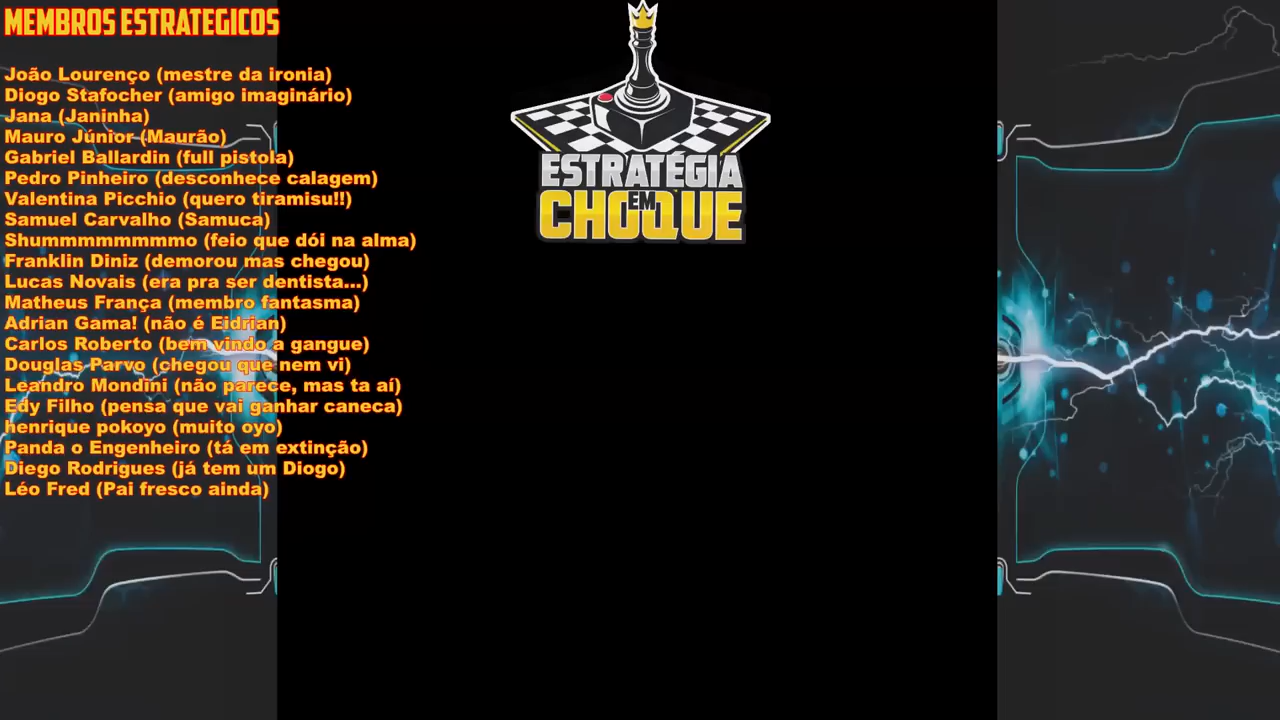 MEMBROS ESTRATEGICOS
João Lourenço (mestre da ironia)
Diogo Stafocher (amigo imaginário)
Jana (Janinha)
Mauro Júnior (Maurão)
Gabriel Ballardin (full pistola)
Pedro Pinheiro (desconhece calagem)
Valentina Picchio (quero tiramisu!!)
Samuel Carvalho (Samuca)
Shummmmmmmmo (feio que dói na alma)
Franklin Diniz (demorou mas chegou)
Lucas Novais (era pra ser dentista...)
Matheus França (membro fantasma)
Adrian Gama! (não é Eidrian)
Carlos Roberto (bem vindo a gangue)
Douglas Parvo (chegou que nem vi)
Leandro Mondini (não parece, mas ta aí)
Edy Filho (pensa que vai ganhar caneca)
henrique pokoyo (muito oyo)
Panda o Engenheiro (tá em extinção)
Diego Rodrigues (já tem um Diogo)
Léo Fred (Pai fresco ainda)
ESTRATÉGIA
EM
CHOQUE